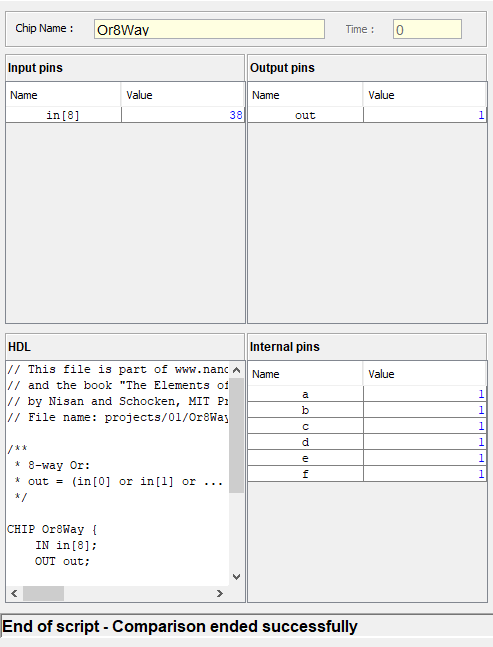 Chip Name : Or8Way Time : 0
Input pins Output pins
Name Value Name Value
in[8] 38 out 1
HDL Internal pins
// This file is part of www.nand
// and the book "The Elements of
// by Nisan and Schocken, MIT Pr
// File name: projects/01/Or8Way
/**
* 8-way Or:
* out = (in[0] or in[1] or ...
*/
CHIP Or8Way {
IN in[8];
OUT out;
Name Value
a 1
b 1
c 1
d 1
e 1
f 1
End of script - Comparison ended successfully